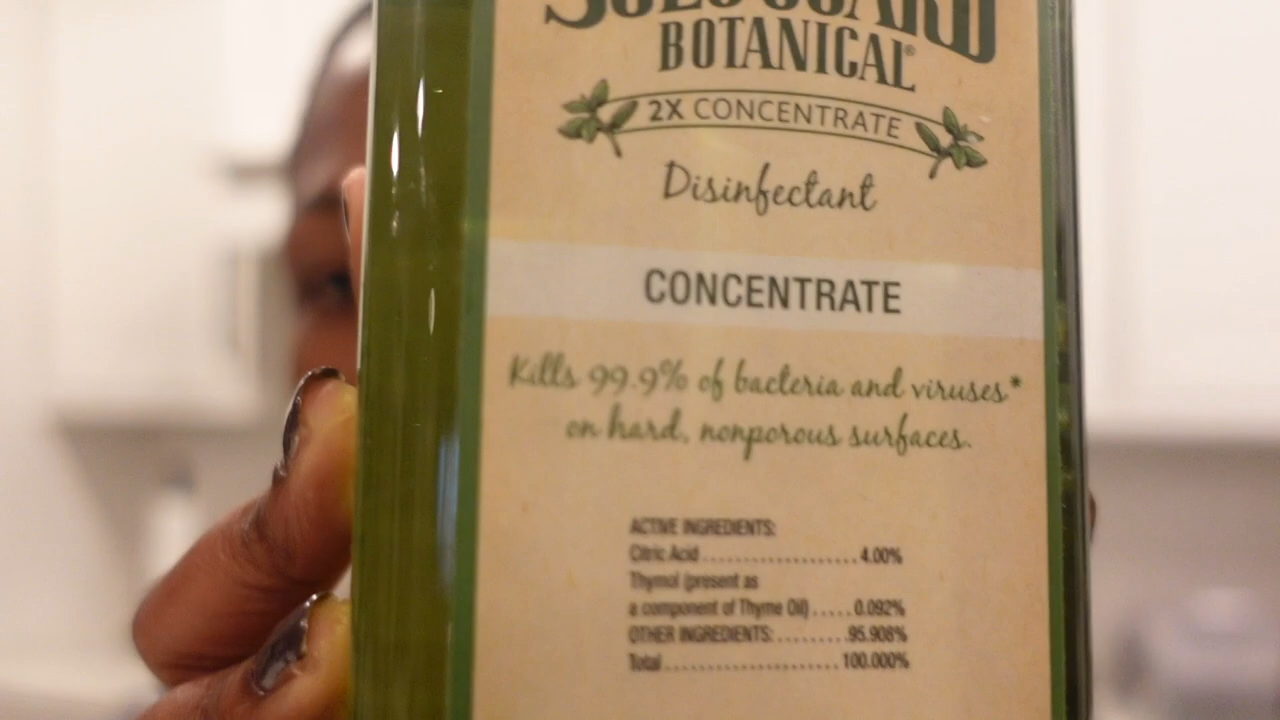 BOTANICAL®
2X CONCENTRATE
Disinfectant
CONCENTRATE
Kills 99.9% of bacteria and viruses*
on hard, nonporous surfaces.
ACTIVE INGREDIENTS:
Citric Acid....................4.00%
Thymol (present as
a component of Thyme Oil).....0.092%
OTHER INGREDIENTS:.........95.908%
Total......................100.000%